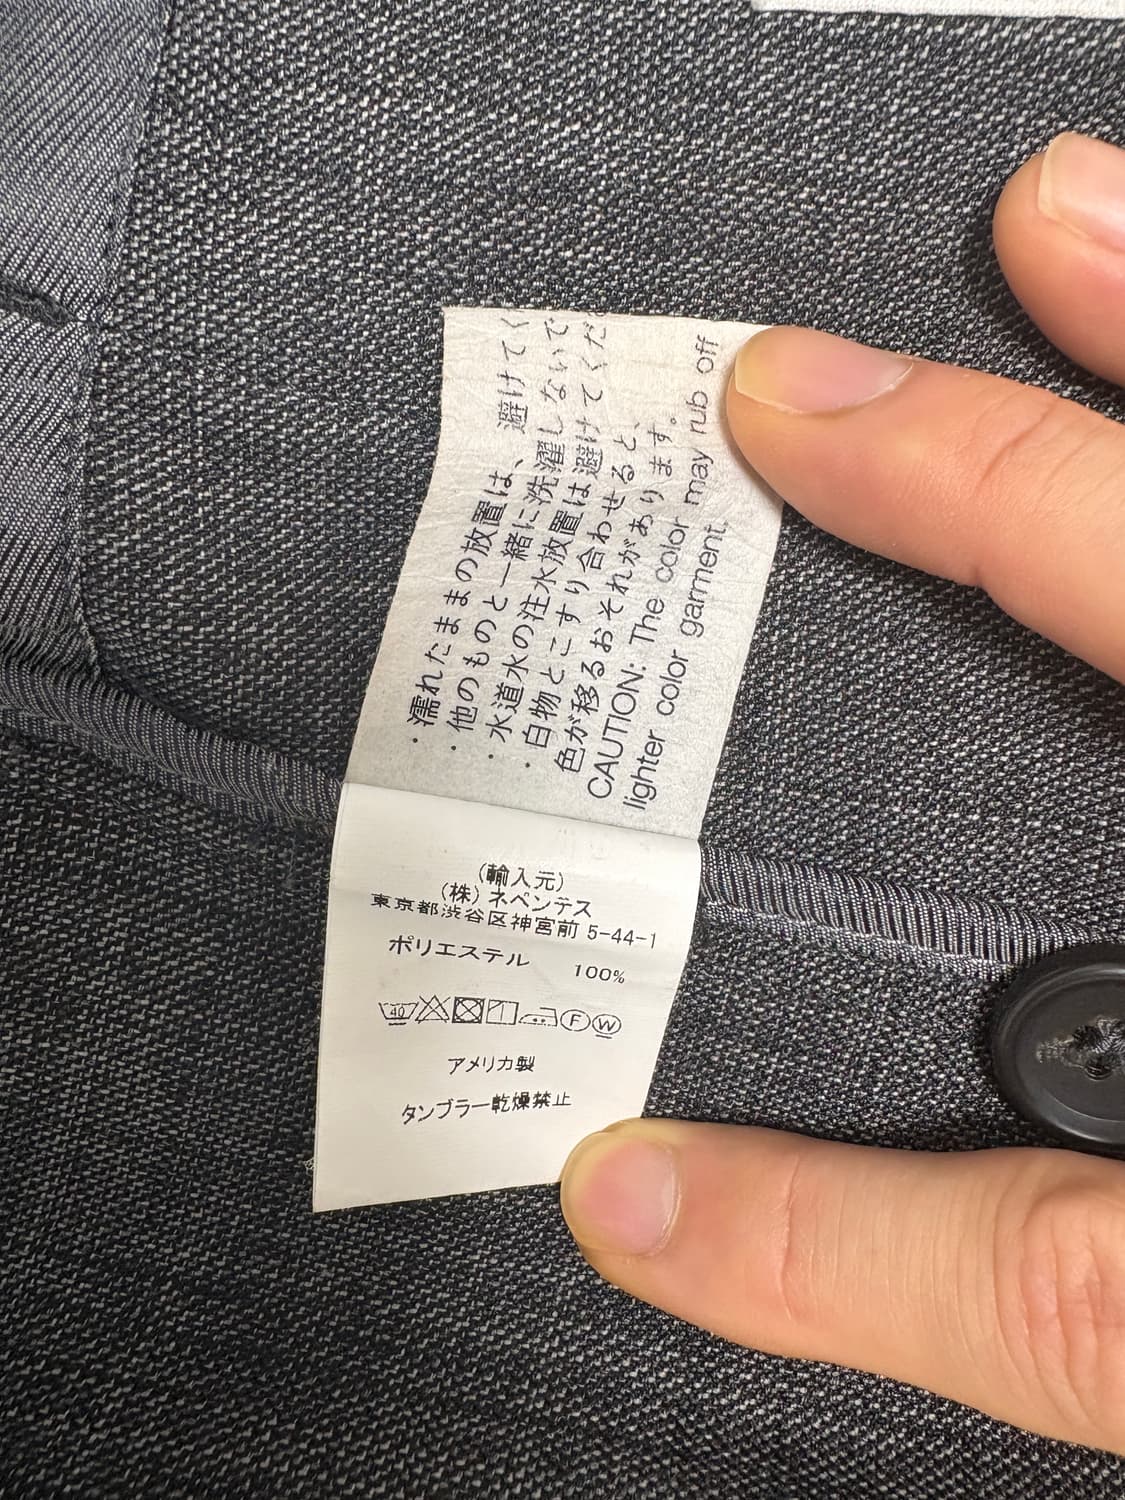 ・濡れたままの放置は、避けてく
・他のものと一緒に洗濯しないで
・水道水の注水放置は避けてくだ
・白物とこすり合わせると、
色が移るおそれがあります。
CAUTION: The color may rub off
lighter color garment.
(輸入元)
(株)ネペンテス
東京都渋谷区神宮前 5-44-1
ポリエステル 100%
40
F W
アメリカ製
タンブラー乾燥禁止